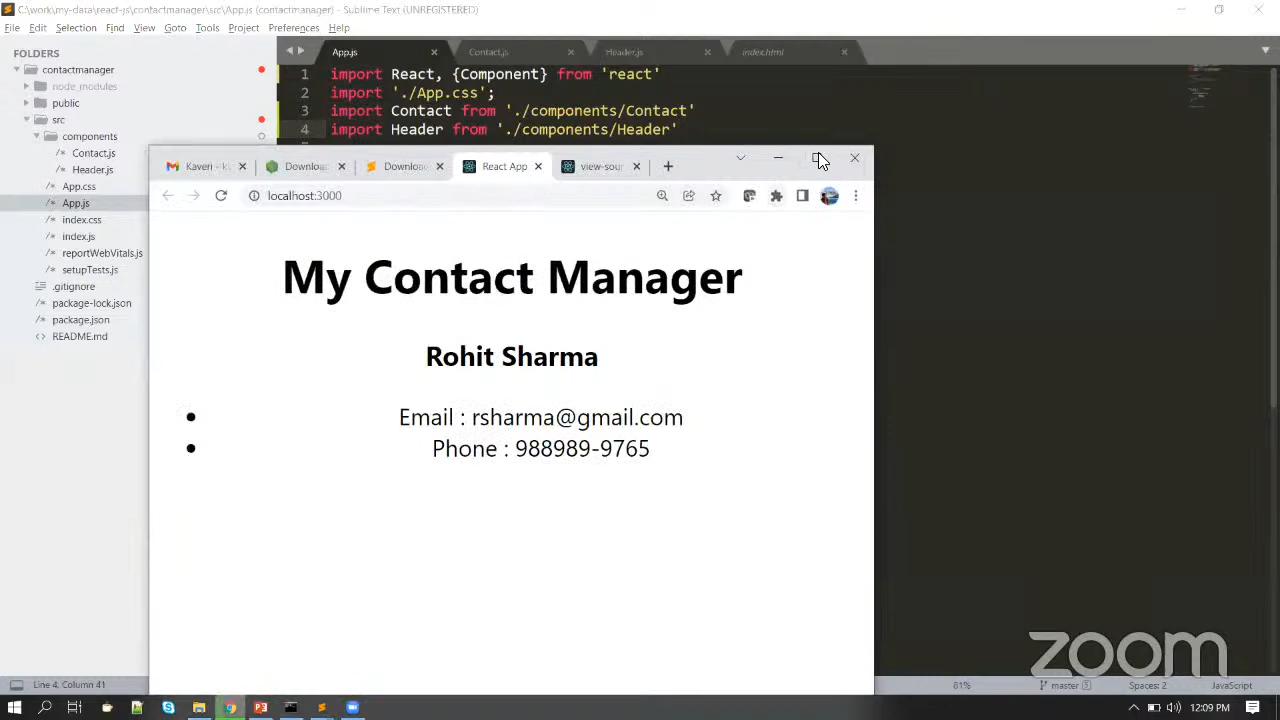 C:\work\my-data\react-js\contactmanager\src\App.js (contactmanager) - Sublime Text (UNREGISTERED)
File Edit Selection Find View Goto Tools Project Preferences Help
FOLDERS
contactmanager
node_modules
public
src
components
Contact.js
Header.js
App.css
App.js
index.css
index.js
reportWebVitals.js
setupTests.js
.gitignore
package-lock.json
package.json
README.md
App.js Contact.js Header.js index.html
1 import React, {Component} from 'react'
2 import './App.css';
3 import Contact from './components/Contact'
4 import Header from './components/Header'
Downloa React App view-sour
localhost:3000
My Contact Manager
Rohit Sharma
• Email : rsharma@gmail.com
• Phone : 988989-9765
zoom
Line 4; Column 41 61% master 5 Spaces: 2 JavaScript
12:09 PM